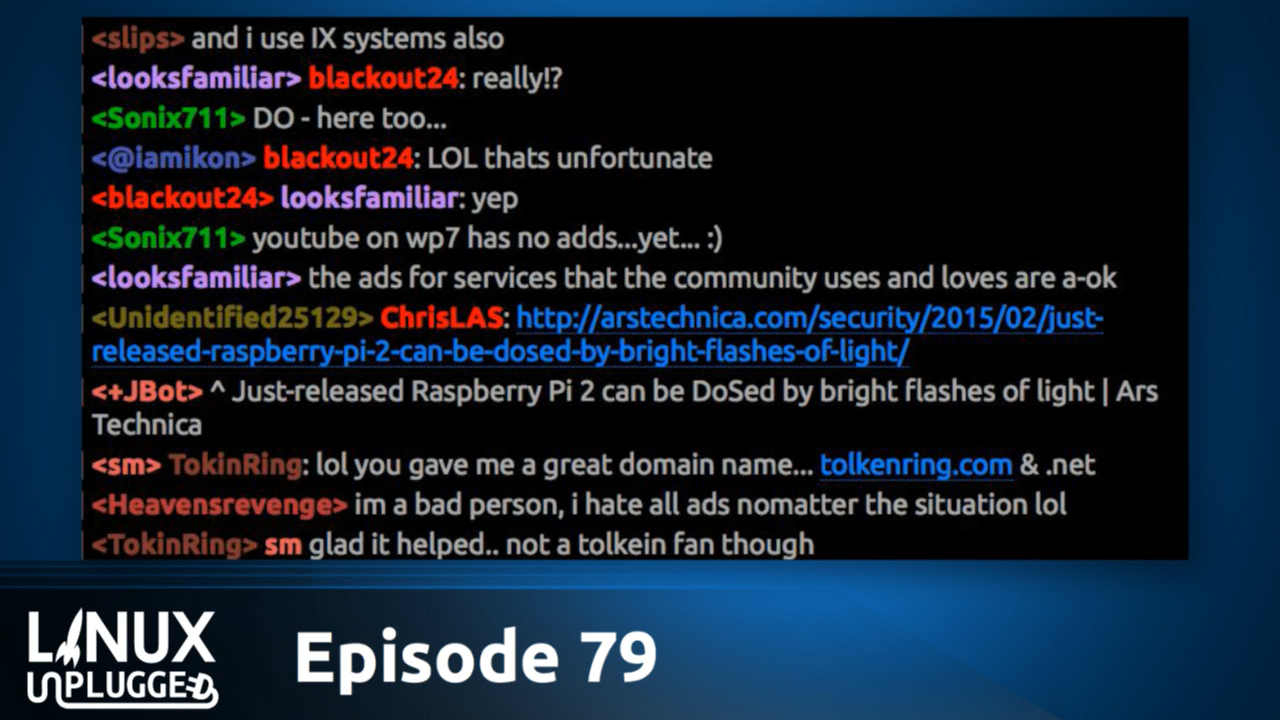 <slips> and i use IX systems also
<looksfamiliar> blackout24: really!?
<Sonix711> DO - here too...
<@iamikon> blackout24: LOL thats unfortunate
<blackout24> looksfamiliar: yep
<Sonix711> youtube on wp7 has no adds...yet... :)
<looksfamiliar> the ads for services that the community uses and loves are a-ok
<Unidentified25129> ChrisLAS: http://arstechnica.com/security/2015/02/just-
released-raspberry-pi-2-can-be-dosed-by-bright-flashes-of-light/
<+JBot> ^ Just-released Raspberry Pi 2 can be DoSed by bright flashes of light | Ars
Technica
<sm> TokinRing: lol you gave me a great domain name... tolkenring.com & .net
<Heavensrevenge> im a bad person, i hate all ads nomatter the situation lol
<TokinRing> sm glad it helped.. not a tolkein fan though
LINUX
UNPLUGGED
Episode 79